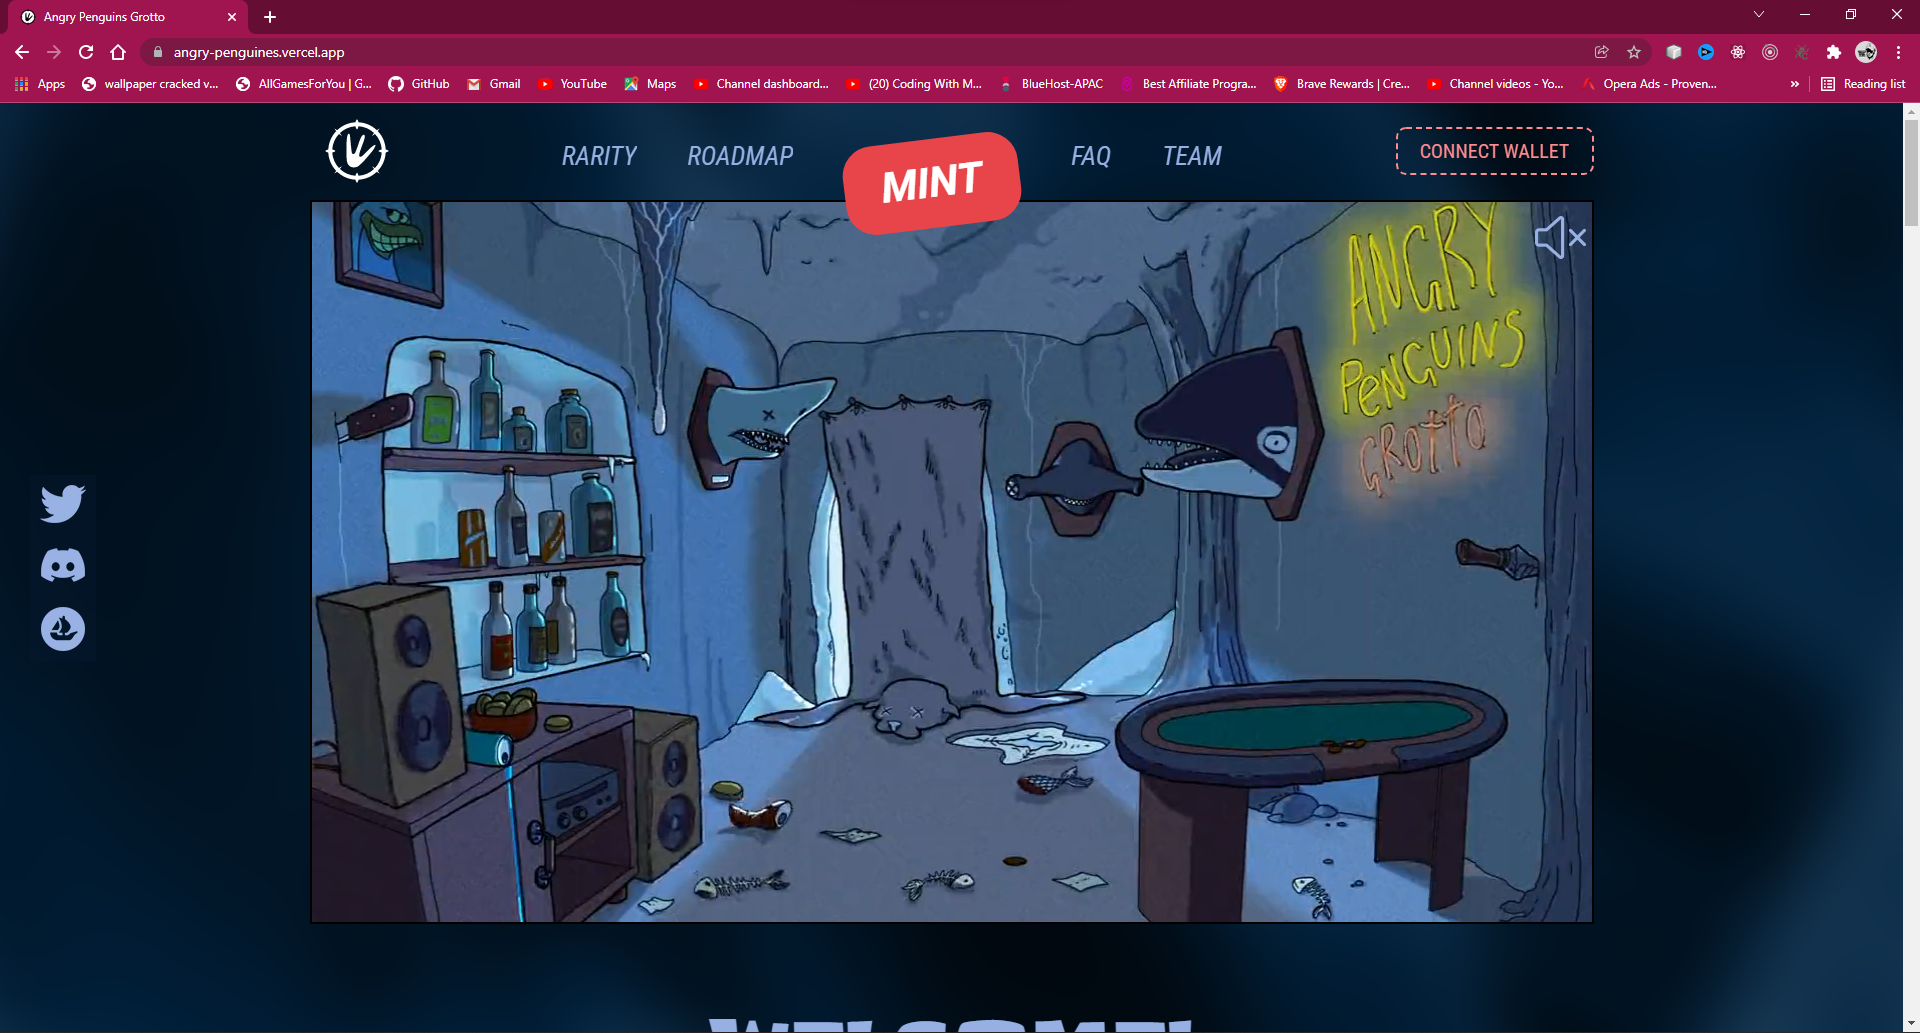 Angry Penguins Grotto
angry-penguines.vercel.app
Apps
wallpaper cracked v...
AllGamesForYou | G...
GitHub
Gmail
YouTube
Maps
Channel dashboard...
(20) Coding With M...
BlueHost-APAC
Best Affiliate Progra...
Brave Rewards | Cre...
Channel videos - Yo...
Opera Ads - Proven...
»
Reading list
RARITY
ROADMAP
MINT
FAQ
TEAM
CONNECT WALLET
ANGRY
PENGUINS
GROTTO
WELCOME!